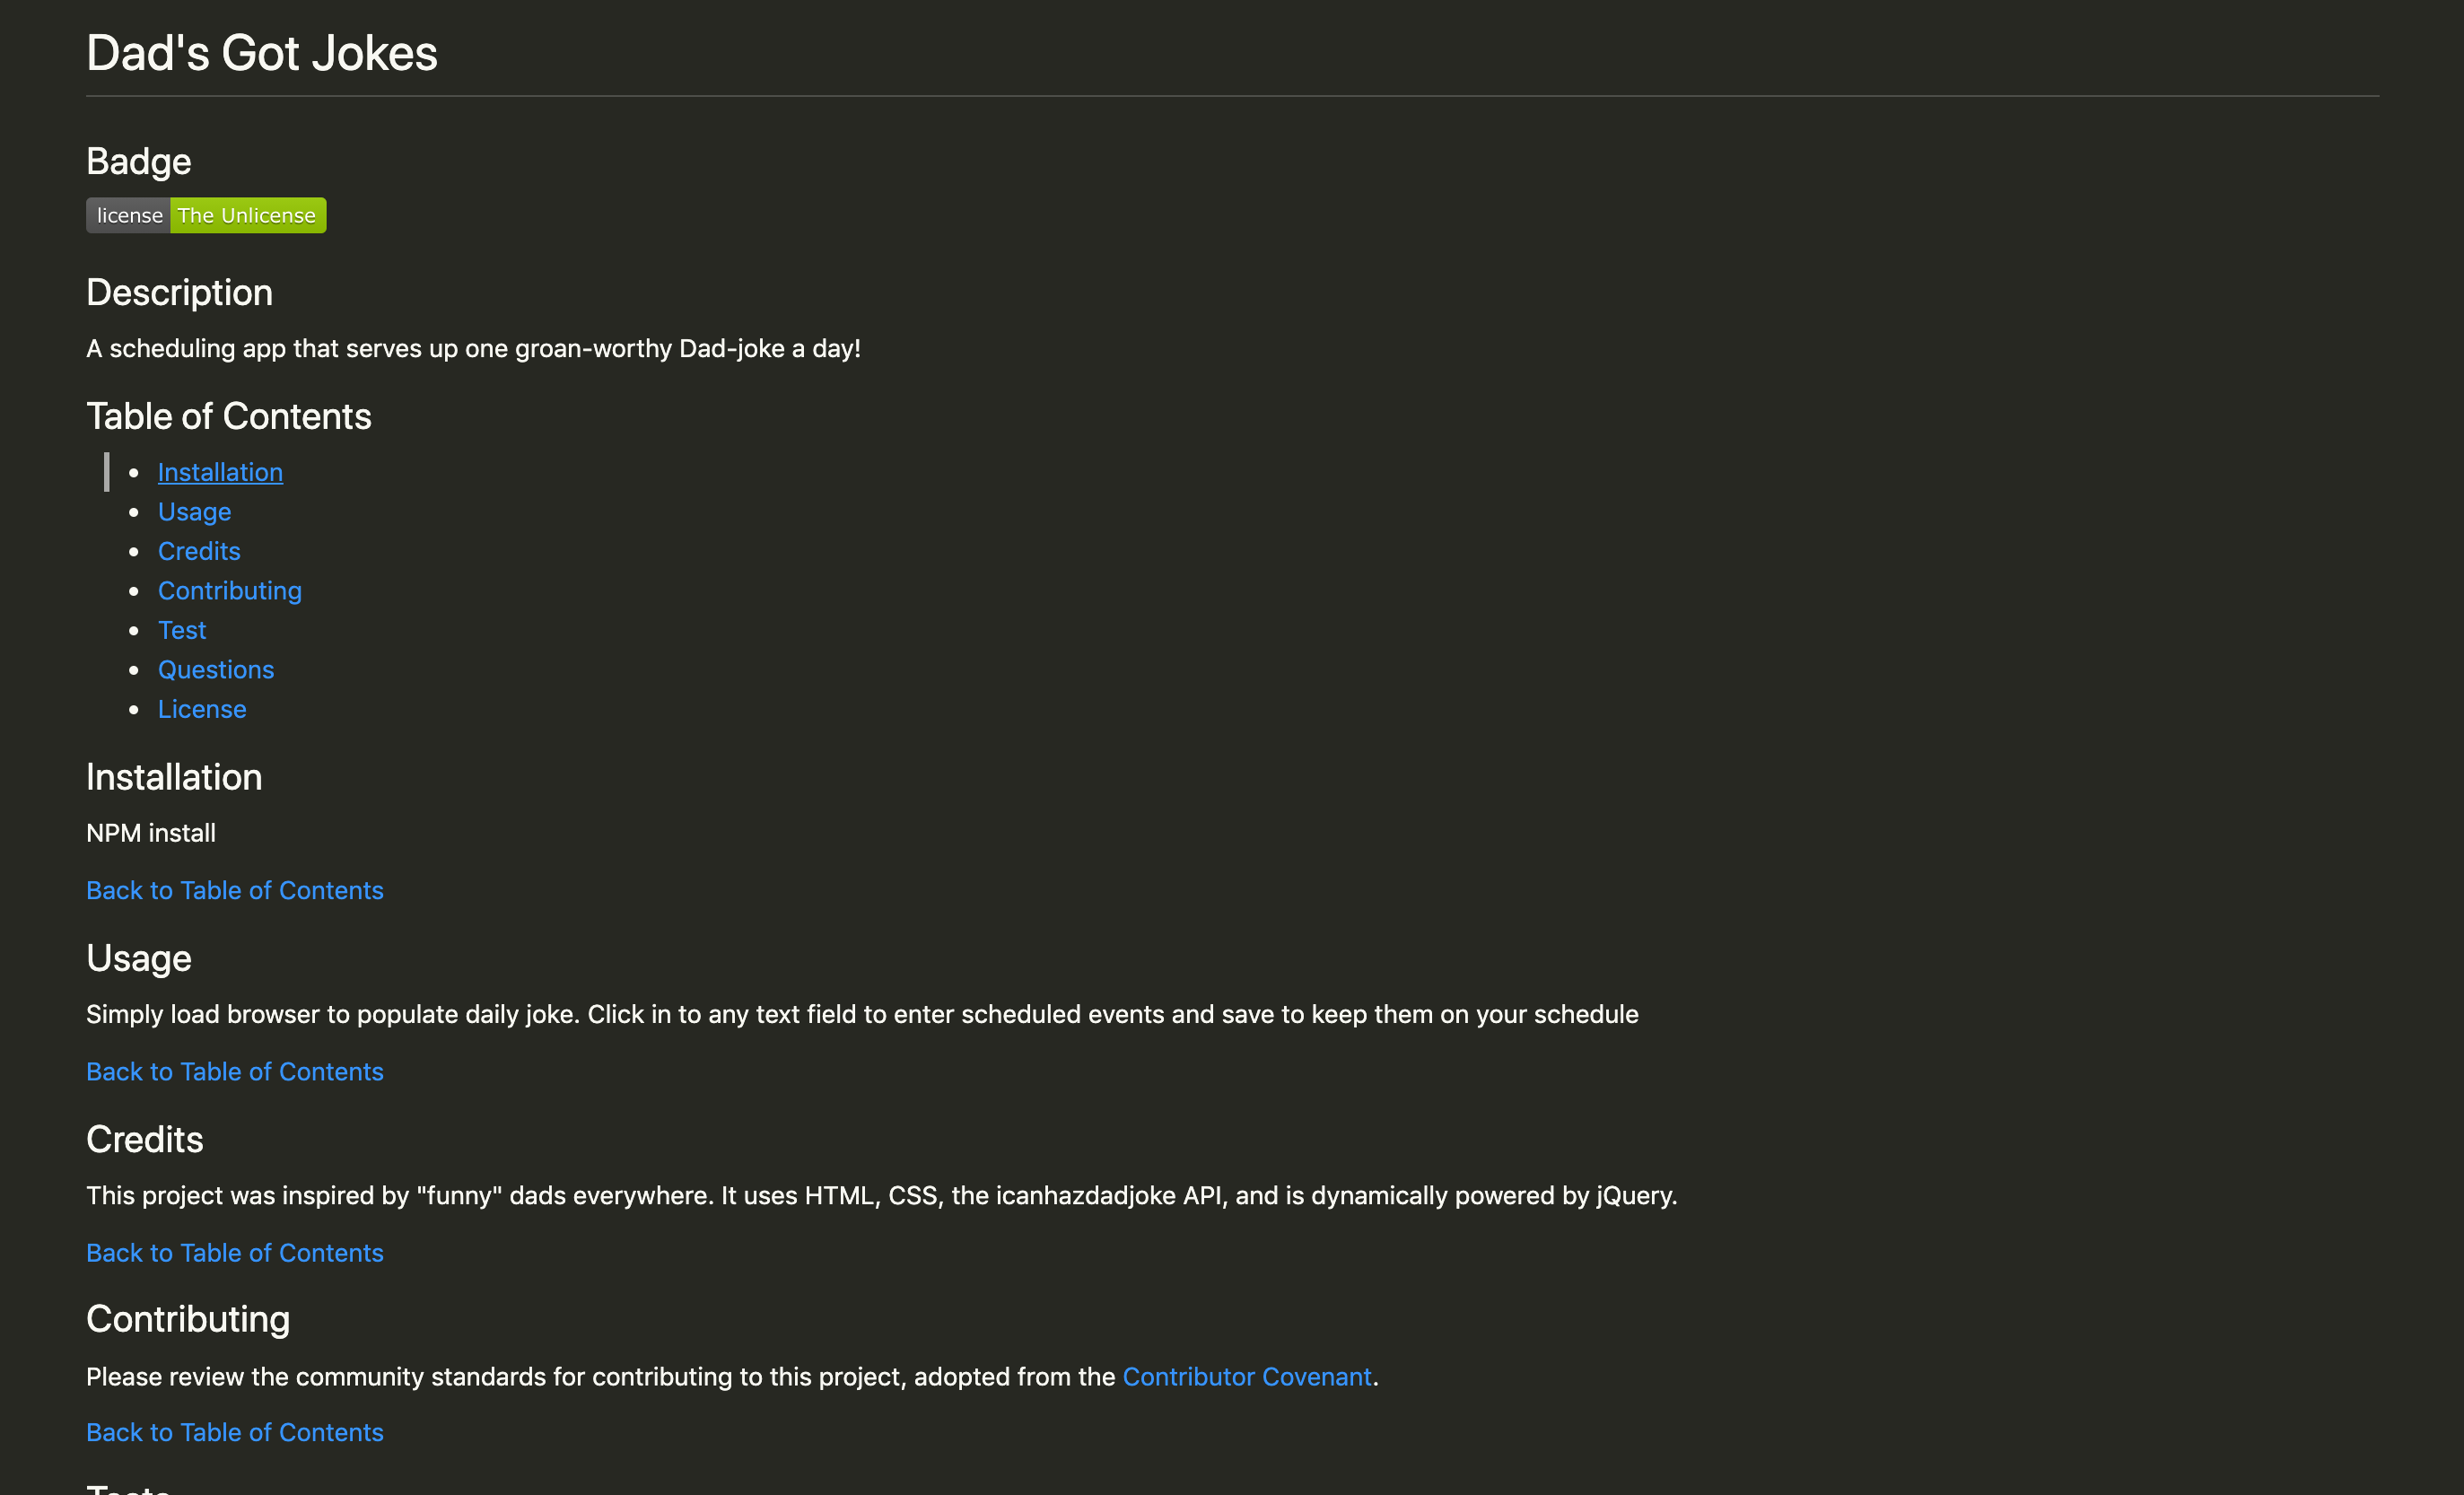 Dad's Got Jokes
Badge
license The Unlicense
Description
A scheduling app that serves up one groan-worthy Dad-joke a day!
Table of Contents
Installation
Usage
Credits
Contributing
Test
Questions
License
Installation
NPM install
Back to Table of Contents
Usage
Simply load browser to populate daily joke. Click in to any text field to enter scheduled events and save to keep them on your schedule
Back to Table of Contents
Credits
This project was inspired by "funny" dads everywhere. It uses HTML, CSS, the icanhazdadjoke API, and is dynamically powered by jQuery.
Back to Table of Contents
Contributing
Please review the community standards for contributing to this project, adopted from the Contributor Covenant.
Back to Table of Contents